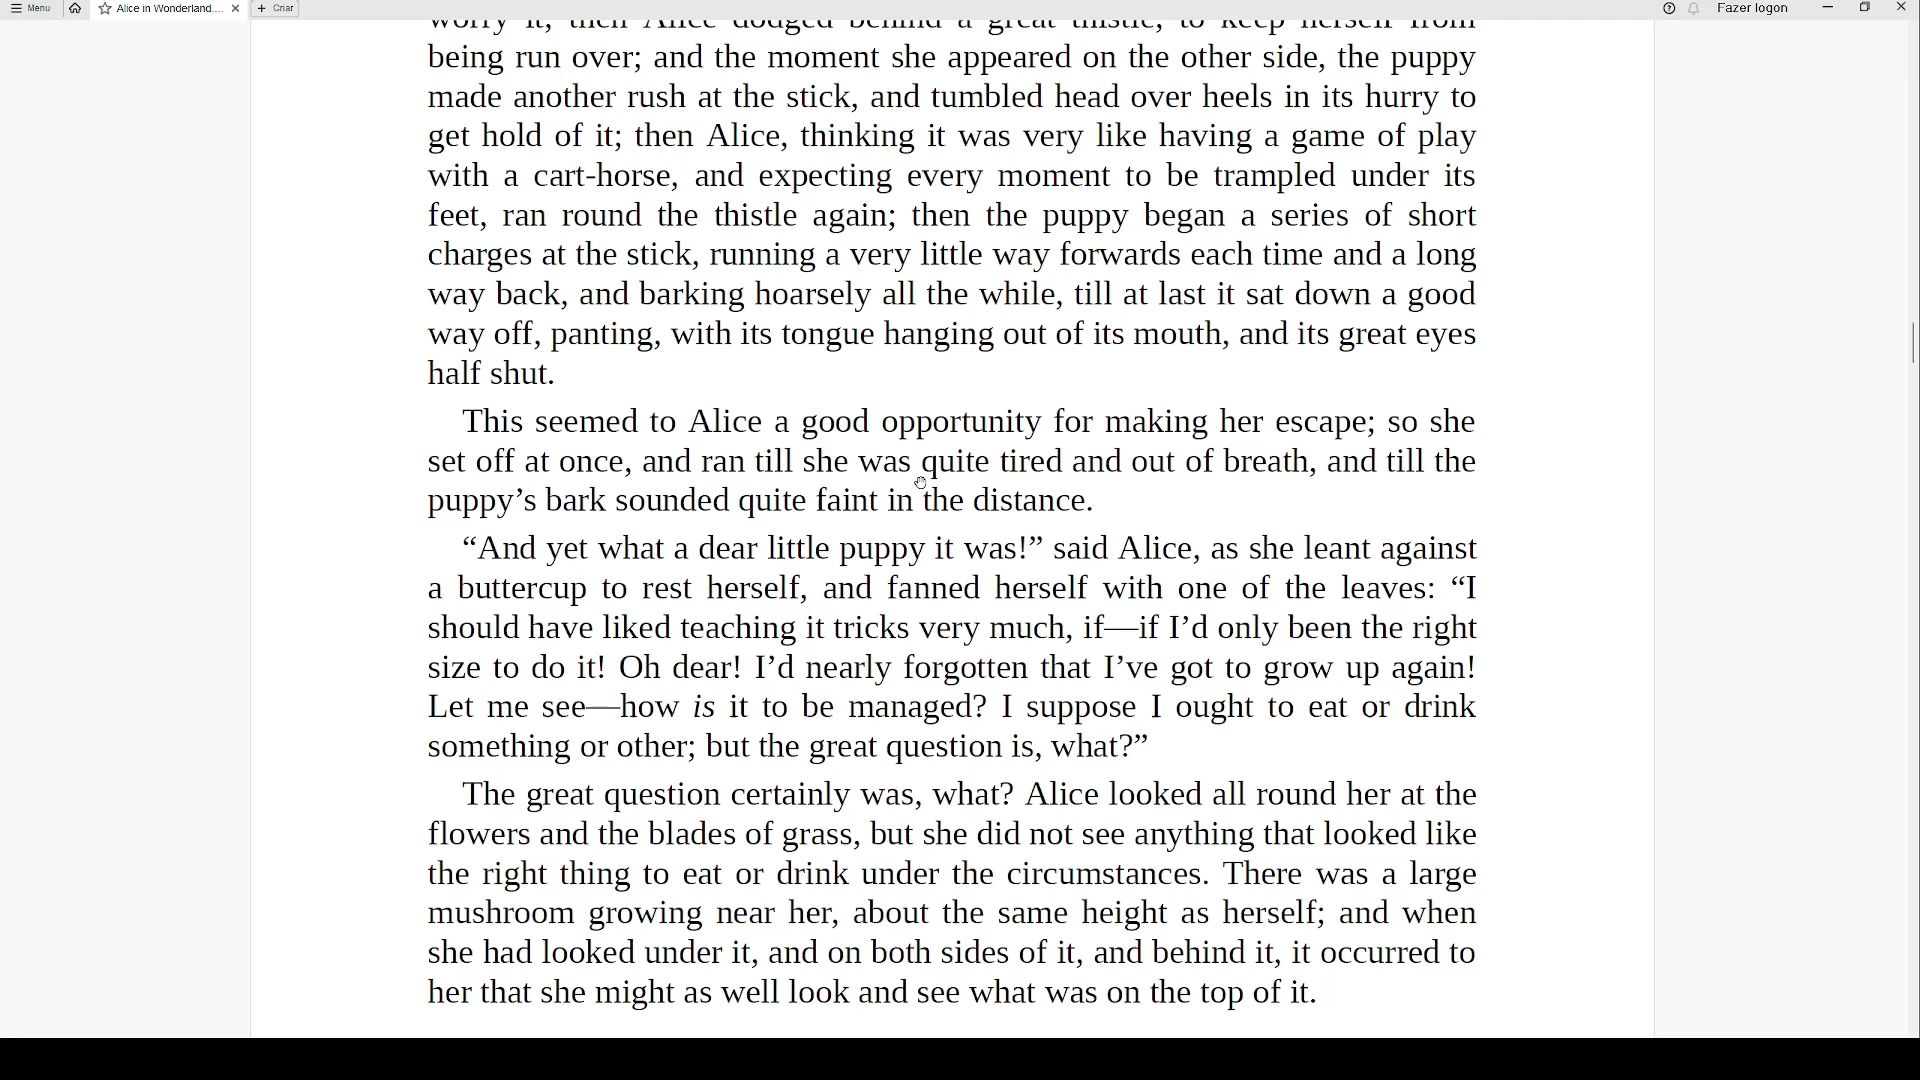 Menu
Alice in Wonderland....
Criar
Fazer logon
worry it; then Alice dodged behind a great thistle, to keep herself from
being run over; and the moment she appeared on the other side, the puppy
made another rush at the stick, and tumbled head over heels in its hurry to
get hold of it; then Alice, thinking it was very like having a game of play
with a cart-horse, and expecting every moment to be trampled under its
feet, ran round the thistle again; then the puppy began a series of short
charges at the stick, running a very little way forwards each time and a long
way back, and barking hoarsely all the while, till at last it sat down a good
way off, panting, with its tongue hanging out of its mouth, and its great eyes
half shut.
This seemed to Alice a good opportunity for making her escape; so she
set off at once, and ran till she was quite tired and out of breath, and till the
puppy’s bark sounded quite faint in the distance.
“And yet what a dear little puppy it was!” said Alice, as she leant against
a buttercup to rest herself, and fanned herself with one of the leaves: “I
should have liked teaching it tricks very much, if—if I’d only been the right
size to do it! Oh dear! I’d nearly forgotten that I’ve got to grow up again!
Let me see—how is it to be managed? I suppose I ought to eat or drink
something or other; but the great question is, what?”
The great question certainly was, what? Alice looked all round her at the
flowers and the blades of grass, but she did not see anything that looked like
the right thing to eat or drink under the circumstances. There was a large
mushroom growing near her, about the same height as herself; and when
she had looked under it, and on both sides of it, and behind it, it occurred to
her that she might as well look and see what was on the top of it.